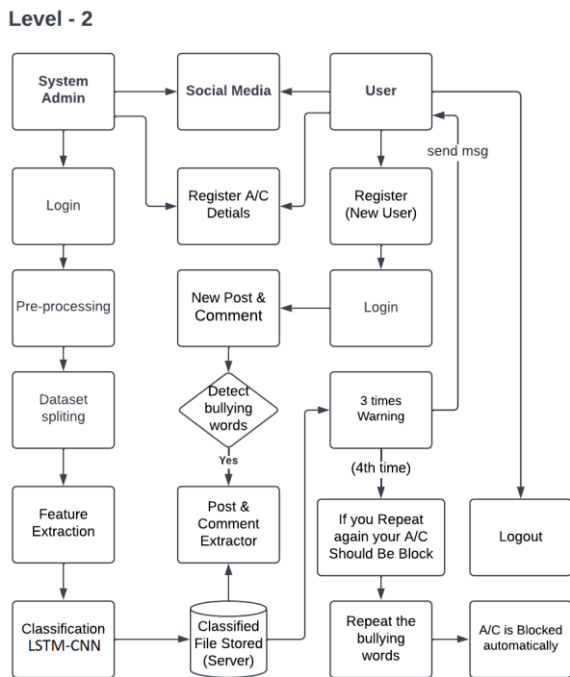 Level - 2
System
Admin
Social Media
User
send msg
Login
Register A/C
Detials
Register
(New User)
Pre-processing
New Post &
Comment
Login
Dataset
spliting
Detect
bullying
words
3 times
Warning
Yes
(4th time)
Feature
Extraction
Post &
Comment
Extractor
If you Repeat
again your A/C
Should Be Block
Logout
Classification
LSTM-CNN
Classified
File Stored
(Server)
Repeat the
bullying
words
A/C is Blocked
automatically